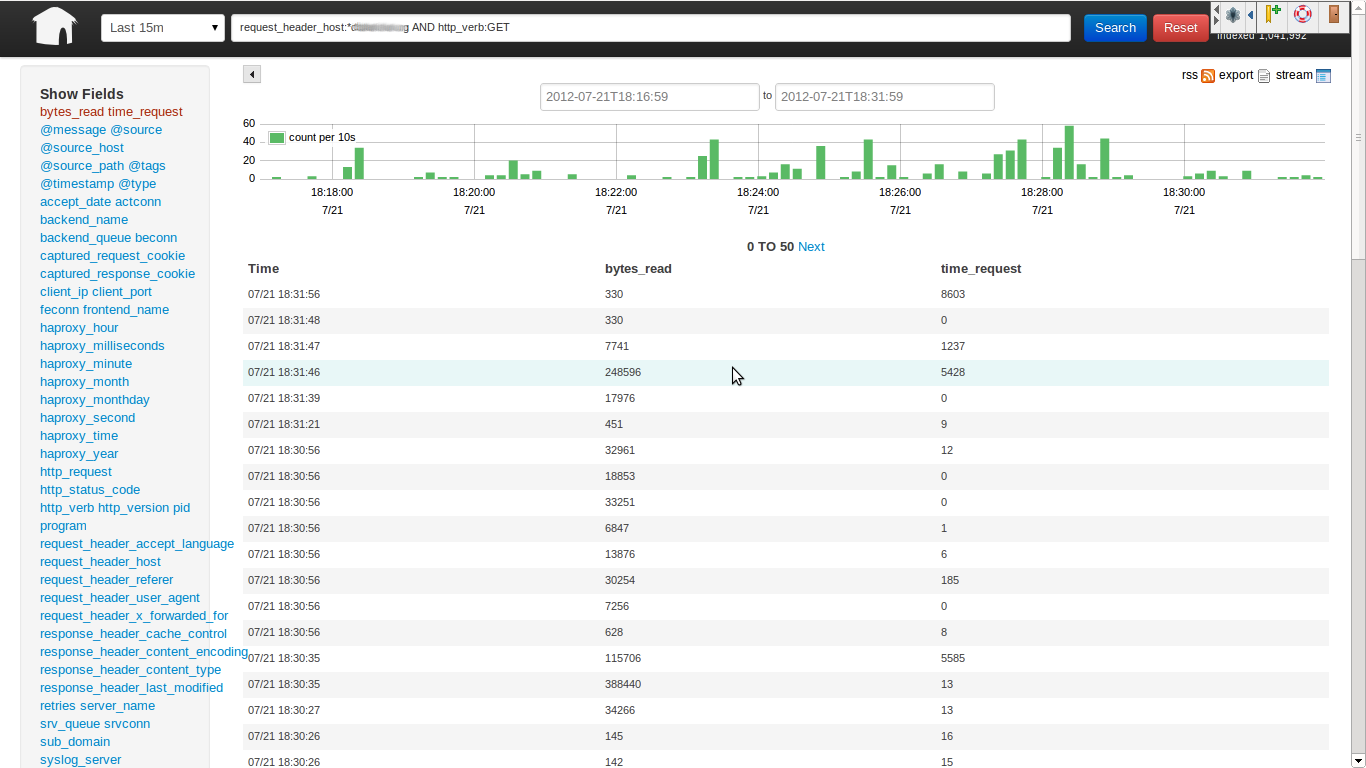 Last 15m
request_header_host:* AND http_verb:GET
Search
Reset
Indexed 1,041,992
rss export stream
Show Fields
bytes_read time_request
@message @source
@source_host
@source_path @tags
@timestamp @type
accept_date actconn
backend_name
backend_queue beconn
captured_request_cookie
captured_response_cookie
client_ip client_port
feconn frontend_name
haproxy_hour
haproxy_milliseconds
haproxy_minute
haproxy_month
haproxy_monthday
haproxy_second
haproxy_time
haproxy_year
http_request
http_status_code
http_verb http_version pid
program
request_header_accept_language
request_header_host
request_header_referer
request_header_user_agent
request_header_x_forwarded_for
response_header_cache_control
response_header_content_encoding
response_header_content_type
response_header_last_modified
retries server_name
srv_queue srvconn
sub_domain
syslog_server
2012-07-21T18:16:59 to 2012-07-21T18:31:59
60
40
20
0
count per 10s
18:18:00 18:20:00 18:22:00 18:24:00 18:26:00 18:28:00 18:30:00
7/21 7/21 7/21 7/21 7/21 7/21 7/21
0 TO 50 Next
Time bytes_read time_request
07/21 18:31:56 330 8603
07/21 18:31:48 330 0
07/21 18:31:47 7741 1237
07/21 18:31:46 248596 5428
07/21 18:31:39 17976 0
07/21 18:31:21 451 9
07/21 18:30:56 32961 12
07/21 18:30:56 18853 0
07/21 18:30:56 33251 0
07/21 18:30:56 6847 1
07/21 18:30:56 13876 6
07/21 18:30:56 30254 185
07/21 18:30:56 7256 0
07/21 18:30:56 628 8
07/21 18:30:35 115706 5585
07/21 18:30:35 388440 13
07/21 18:30:27 34266 13
07/21 18:30:26 145 16
07/21 18:30:26 142 15